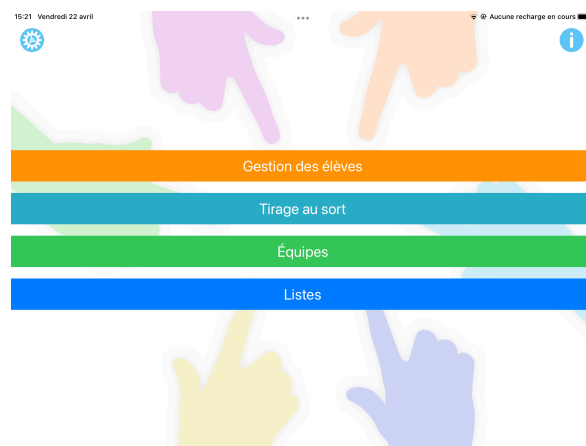 15:21 Vendredi 22 avril
Aucune recharge en cours
Gestion des élèves
Tirage au sort
Équipes
Listes